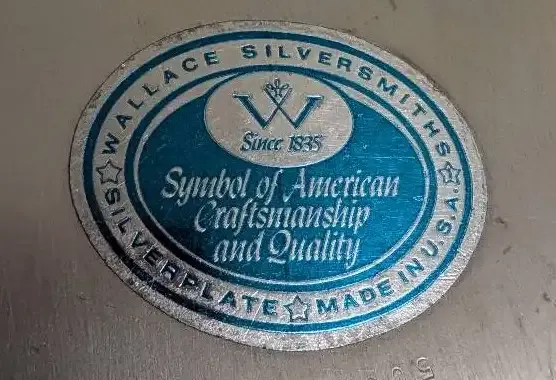 WALLACE SILVERSMITHS
W
Since 1835
Symbol of American
Craftsmanship
and Quality
SILVERPLATE ☆ MADE IN U.S.A.